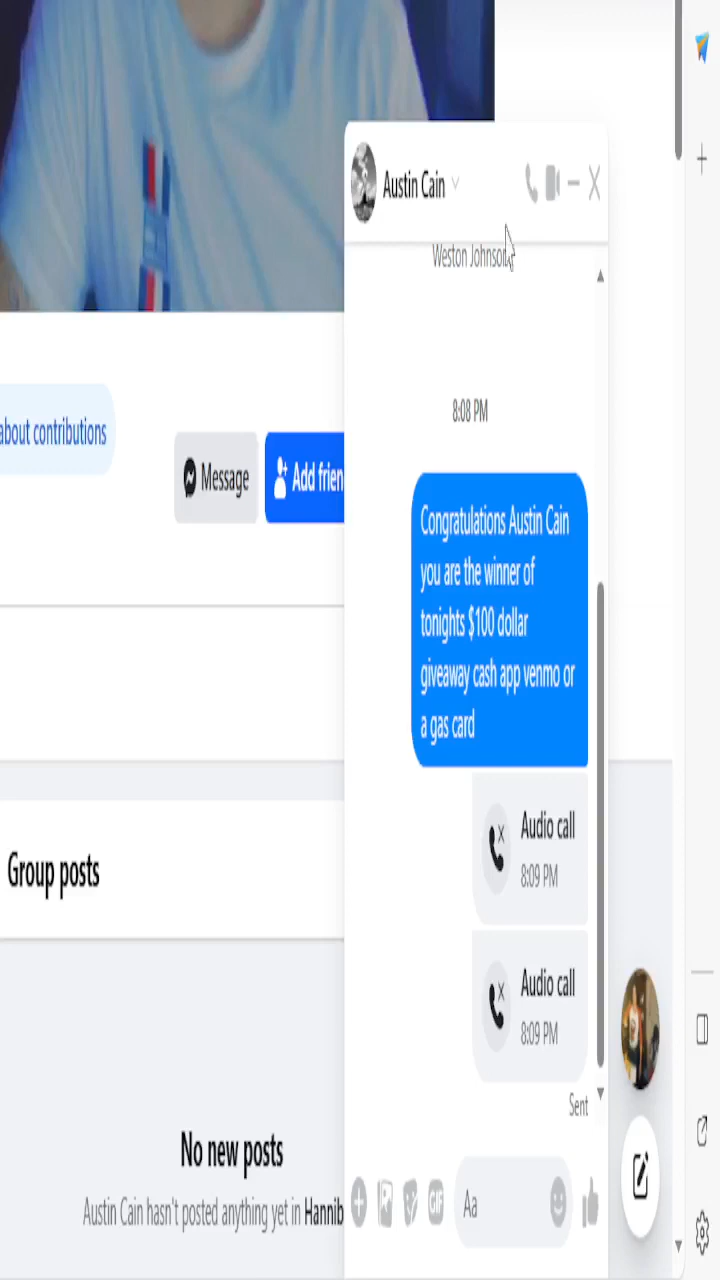 Austin Cain
Weston Johnson
8:08 PM
about contributions
Message
Add frien
Congratulations Austin Cain
you are the winner of
tonights $100 dollar
giveaway cash app venmo or
a gas card
Audio call
8:09 PM
Group posts
Audio call
8:09 PM
Sent
No new posts
Austin Cain hasn't posted anything yet in Hannib
GIF
Aa